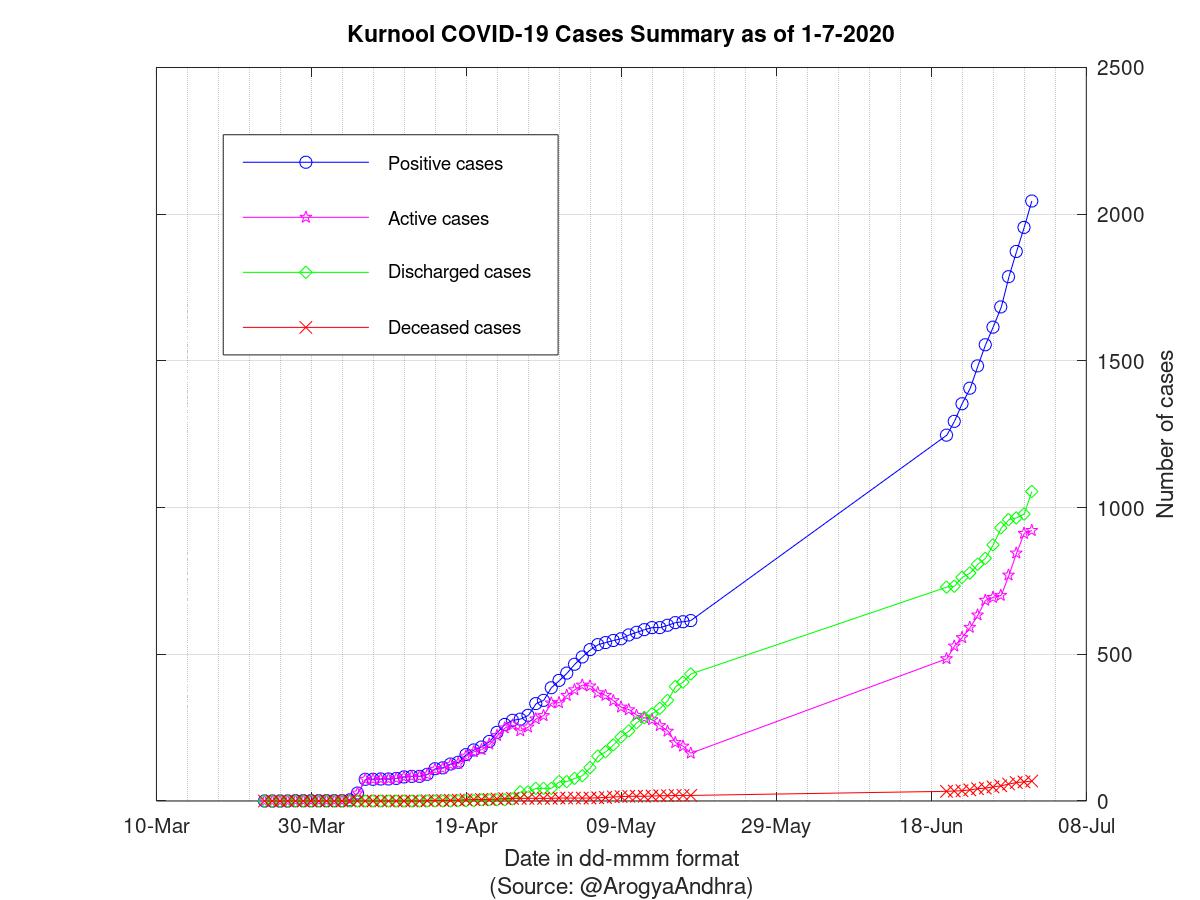 Kurnool COVID-19 Cases Summary as of 1-7-2020
Positive cases
Active cases
Discharged cases
Deceased cases
2500
2000
1500
1000
500
0
Number of cases
10-Mar 30-Mar 19-Apr 09-May 29-May 18-Jun 08-Jul
Date in dd-mmm format
(Source: @ArogyaAndhra)